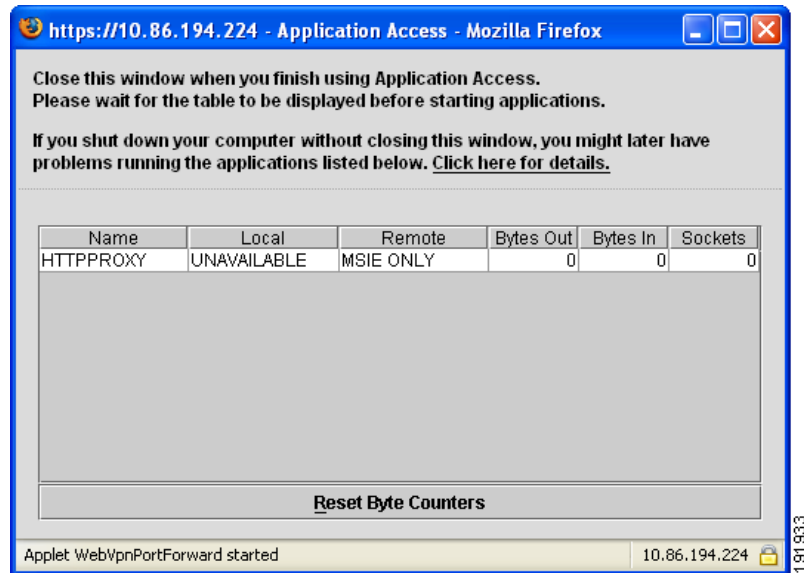 https://10.86.194.224 - Application Access - Mozilla Firefox
Close this window when you finish using Application Access.
Please wait for the table to be displayed before starting applications.
If you shut down your computer without closing this window, you might later have
problems running the applications listed below. Click here for details.
Name Local Remote Bytes Out Bytes In Sockets
HTTPPROXY UNAVAILABLE MSIE ONLY 0 0 0
Reset Byte Counters
Applet WebVpnPortForward started 10.86.194.224
191933